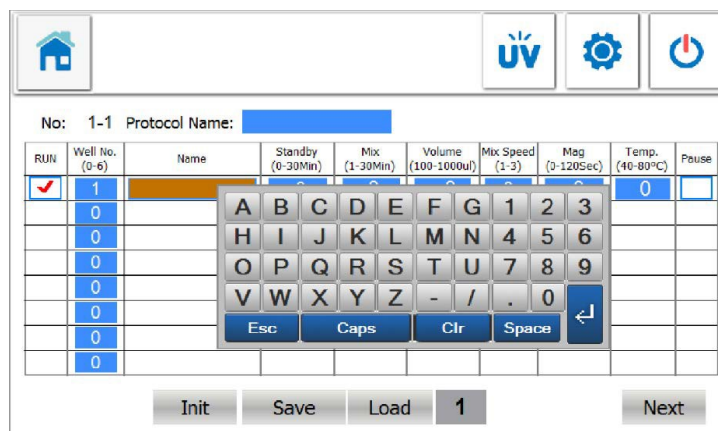 UV
No: 1-1 Protocol Name:
RUN Well No. (0-6) Name Standby (0-30Min) Mix (1-30Min) Volume (100-1000ul) Mix Speed (1-3) Mag (0-120Sec) Temp. (40-80°C) Pause
1 0
0
A B C D E F G 1 2 3
0
H I J K L M N 4 5 6
0
O P Q R S T U 7 8 9
0
V W X Y Z - / . 0
0
Esc Caps Clr Space
0
0
Init Save Load 1 Next